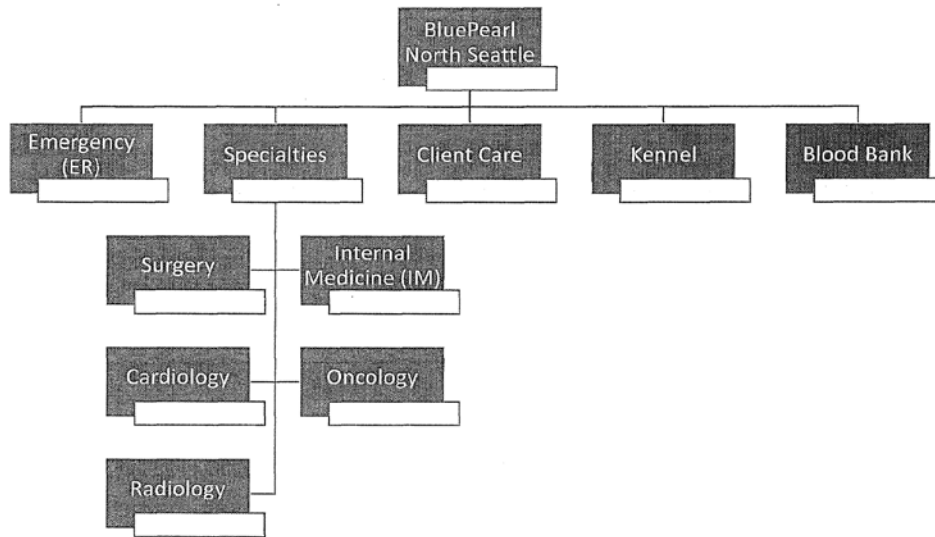 BluePearl
North Seattle
Emergency
(ER)
Specialties
Client Care
Kennel
Blood Bank
Surgery
Internal
Medicine (IM)
Cardiology
Oncology
Radiology